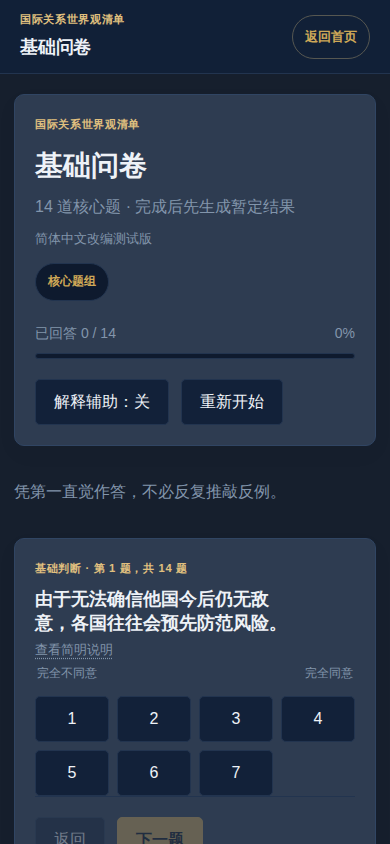 国际关系世界观清单
基础问卷
返回首页
国际关系世界观清单
基础问卷
14 道核心题 · 完成后先生成暂定结果
简体中文改编测试版
核心题组
已回答 0 / 14
0%
解释辅助：关
重新开始
凭第一直觉作答，不必反复推敲反例。
基础判断 · 第 1 题，共 14 题
由于无法确信他国今后仍无敌
意，各国往往会预先防范风险。
查看简明说明
完全不同意
完全同意
1
2
3
4
5
6
7
返回
下一题